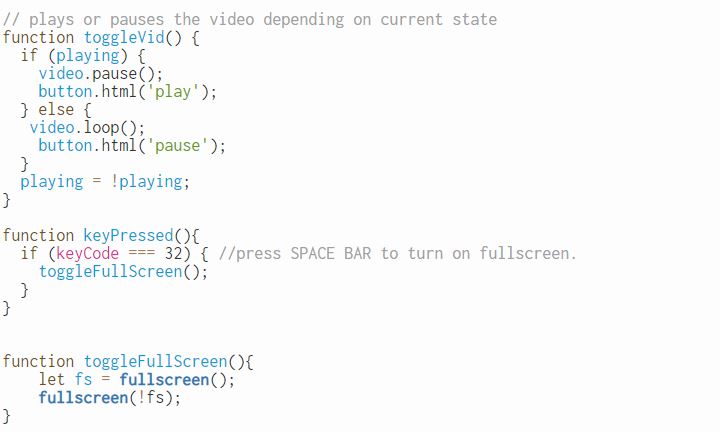 // plays or pauses the video depending on current state
function toggleVid() {
  if (playing) {
    video.pause();
    button.html('play');
  } else {
   video.loop();
    button.html('pause');
  }
  playing = !playing;
}

function keyPressed(){
  if (keyCode === 32) { //press SPACE BAR to turn on fullscreen.
    toggleFullScreen();
  }
}


function toggleFullScreen(){
    let fs = fullscreen();
    fullscreen(!fs);
}